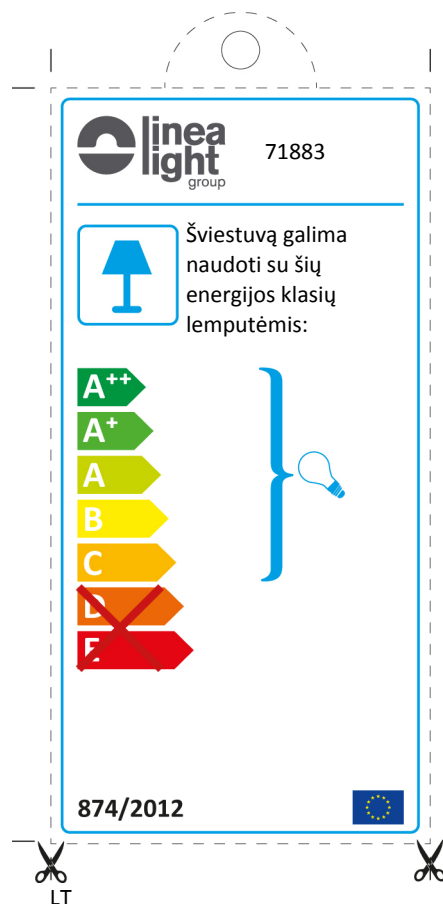 linea
light
group
71883
Šviestuvą galima
naudoti su šių
energijos klasių
lemputėmis:
A++
A+
A
B
C
D
E
874/2012
LT